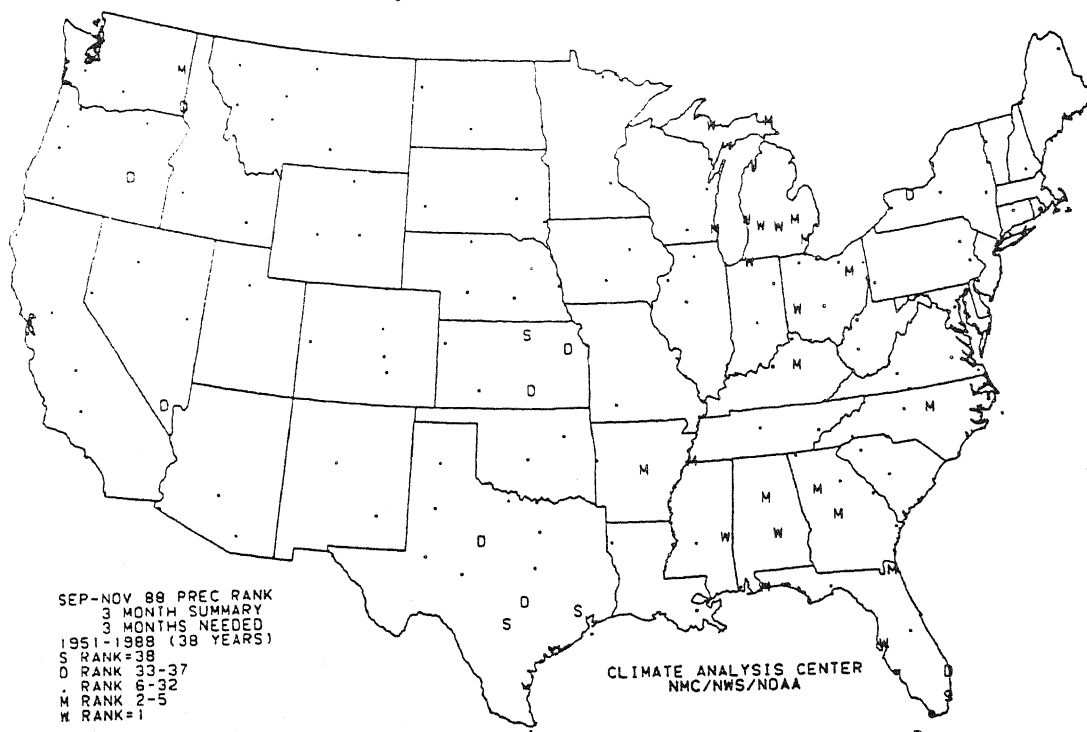 SEP-NOV 88 PREC RANK
3 MONTH SUMMARY
3 MONTHS NEEDED
1951-1988 (38 YEARS)
S RANK=38
D RANK 33-37
. RANK 6-32
M RANK 2-5
W RANK=1
CLIMATE ANALYSIS CENTER
NMC/NWS/NOAA
M
D
D
W
M
D
W
W
M
M
M
W
M
W
S
D
M
D
D
M
M
M
M
M
W
W
D
M
D
S
S
W
D
S